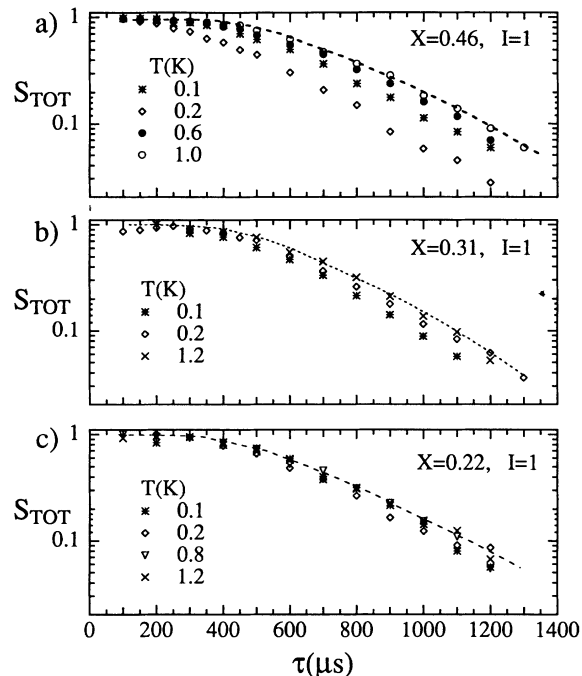 a)
1
0.1
S_TOT
X=0.46, I=1
T(K)
0.1
0.2
0.6
1.0
b)
1
0.1
S_TOT
X=0.31, I=1
T(K)
0.1
0.2
1.2
c)
1
0.1
S_TOT
X=0.22, I=1
T(K)
0.1
0.2
0.8
1.2
0 200 400 600 800 1000 1200 1400
τ(μs)